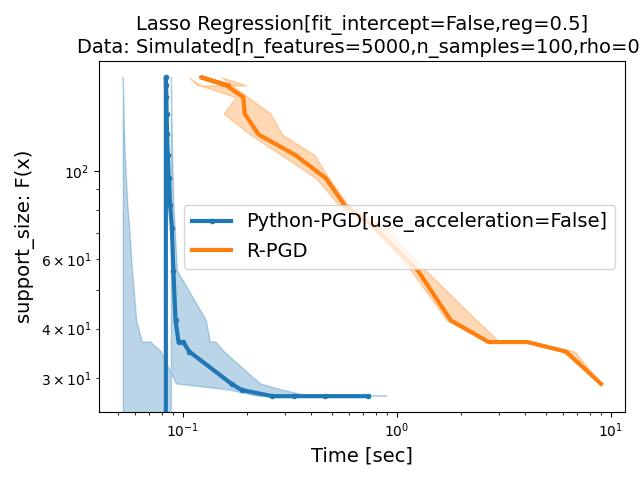 Lasso Regression[fit_intercept=False,reg=0.5]
Data: Simulated[n_features=5000,n_samples=100,rho=0
support_size: F(x)
10²
6 × 10¹
4 × 10¹
3 × 10¹
Python-PGD[use_acceleration=False]
R-PGD
10⁻¹
10⁰
10¹
Time [sec]